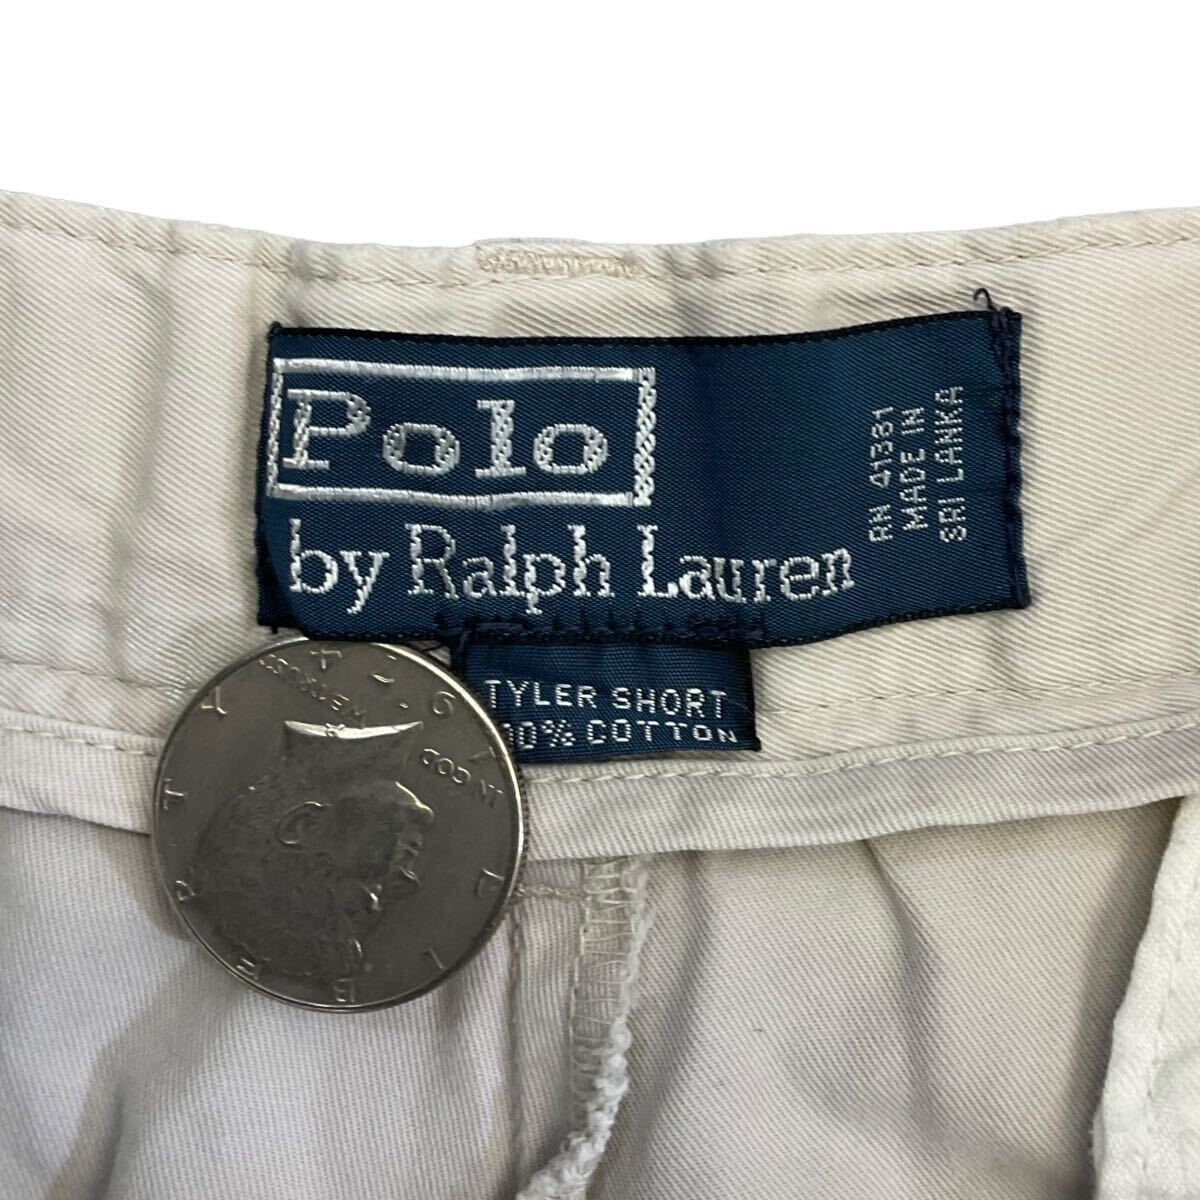 Polo
by Ralph Lauren
RN 41381
MADE IN
SRI LANKA
TYLER SHORT
00% COTTON
LIBERTY
IN GOD
WE TRUST